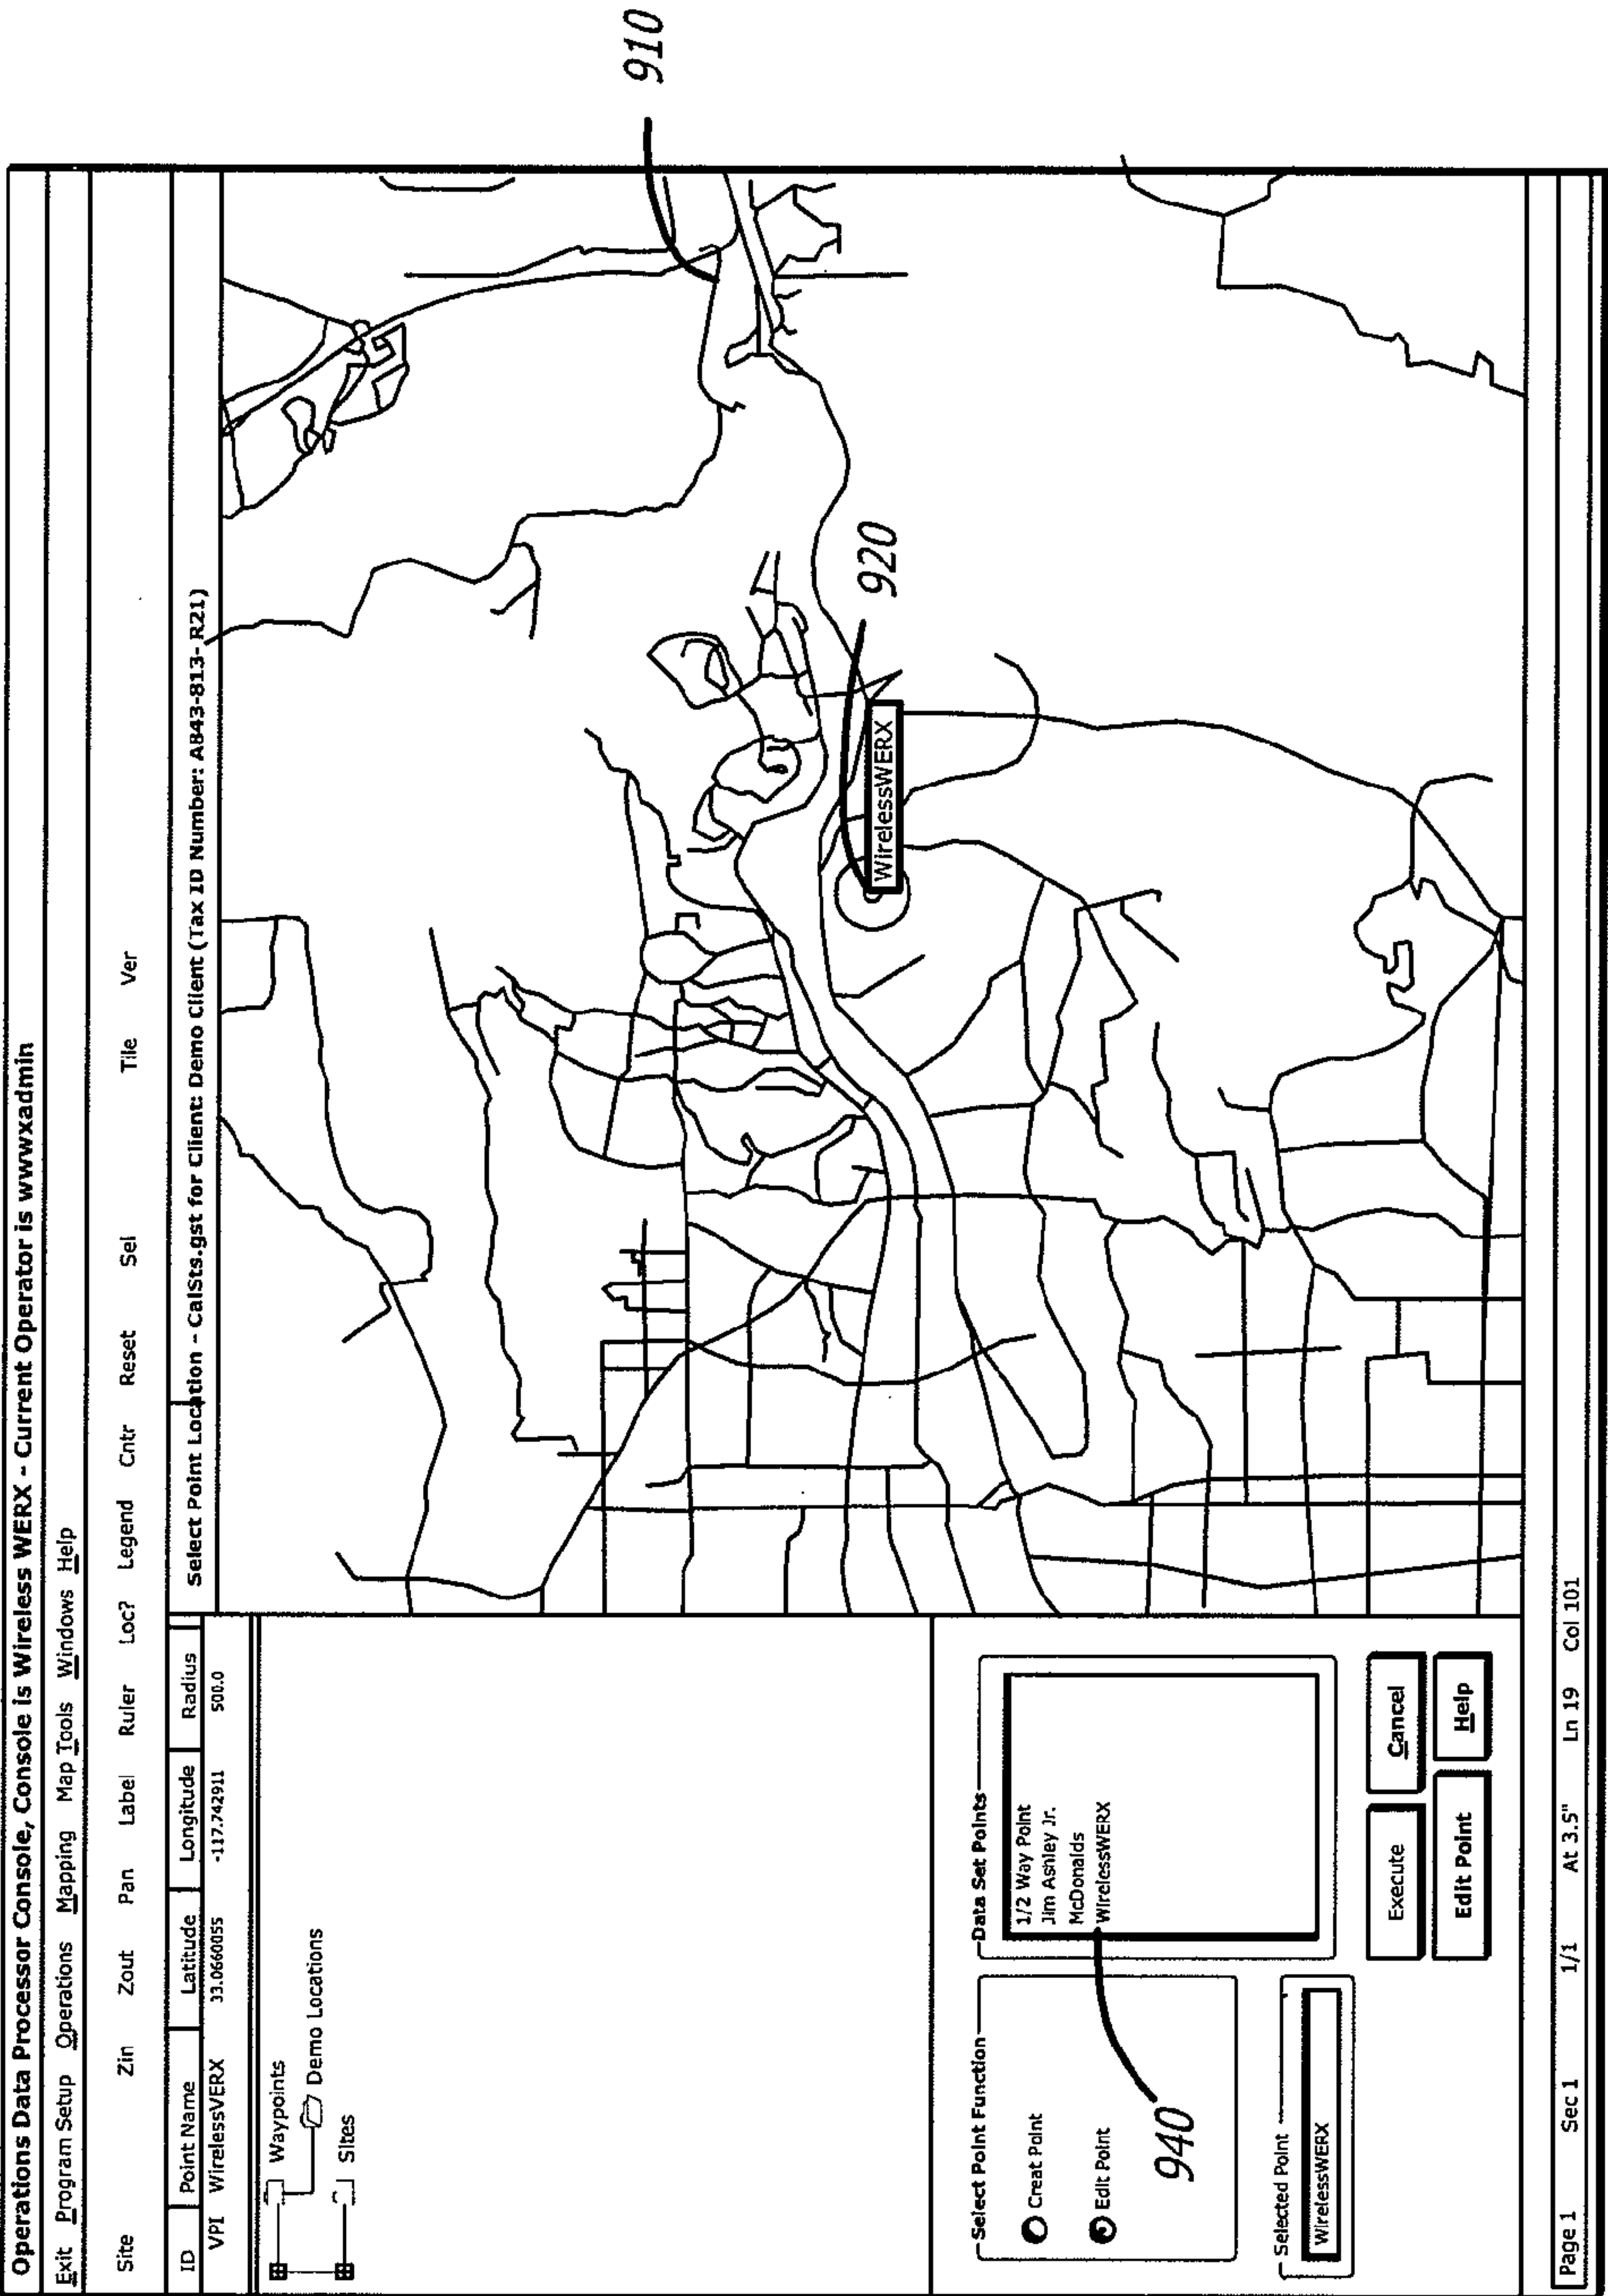 Operations Data Processor Console, Console is Wireless WERX - Current Operator is wwwxadmin
Exit Program Setup Operations Mapping Map Tools Windows Help
Site Zin Zout Pan Label Ruler Loc? Legend Cntr Reset Sel Tile Ver
ID Point Name Latitude Longitude Radius
VPI WirelessVERX 33.0660055 -117.742911 500.0
Select Point Location - CalSts.gst for Client: Demo Client (Tax ID Number: A843-813-R21)
Waypoints
Demo Locations
Sites
910
920
WirelessWERX
Select Point Function
Creat Point
Edit Point
940
Data Set Points
1/2 Way Point
Jim Ashley Jr.
McDonalds
WirelessWERX
Selected Point
WirelessWERX
Execute
Cancel
Edit Point
Help
Page 1 Sec 1 1/1 At 3.5" Ln 19 Col 101